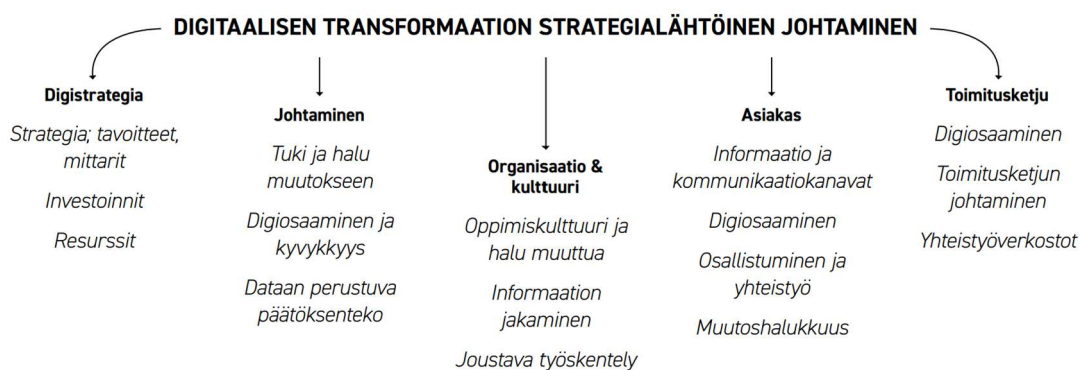 DIGITAALISEN TRANSFORMAATION STRATEGIALÄHTÖINEN JOHTAMINEN
Digistrategia
Strategia; tavoitteet,
mittarit
Investoinnit
Resurssit
Johtaminen
Tuki ja halu
muutokseen
Digiosaaminen ja
kyvykkyys
Dataan perustuva
päätöksenteko
Organisaatio &
kulttuuri
Oppimiskulttuuri ja
halu muuttua
Informaation
jakaminen
Joustava työskentely
Asiakas
Informaatio ja
kommunikaatiokanavat
Digiosaaminen
Osallistuminen ja
yhteistyö
Muutoshalukkuus
Toimitusketju
Digiosaaminen
Toimitusketjun
johtaminen
Yhteistyöverkostot